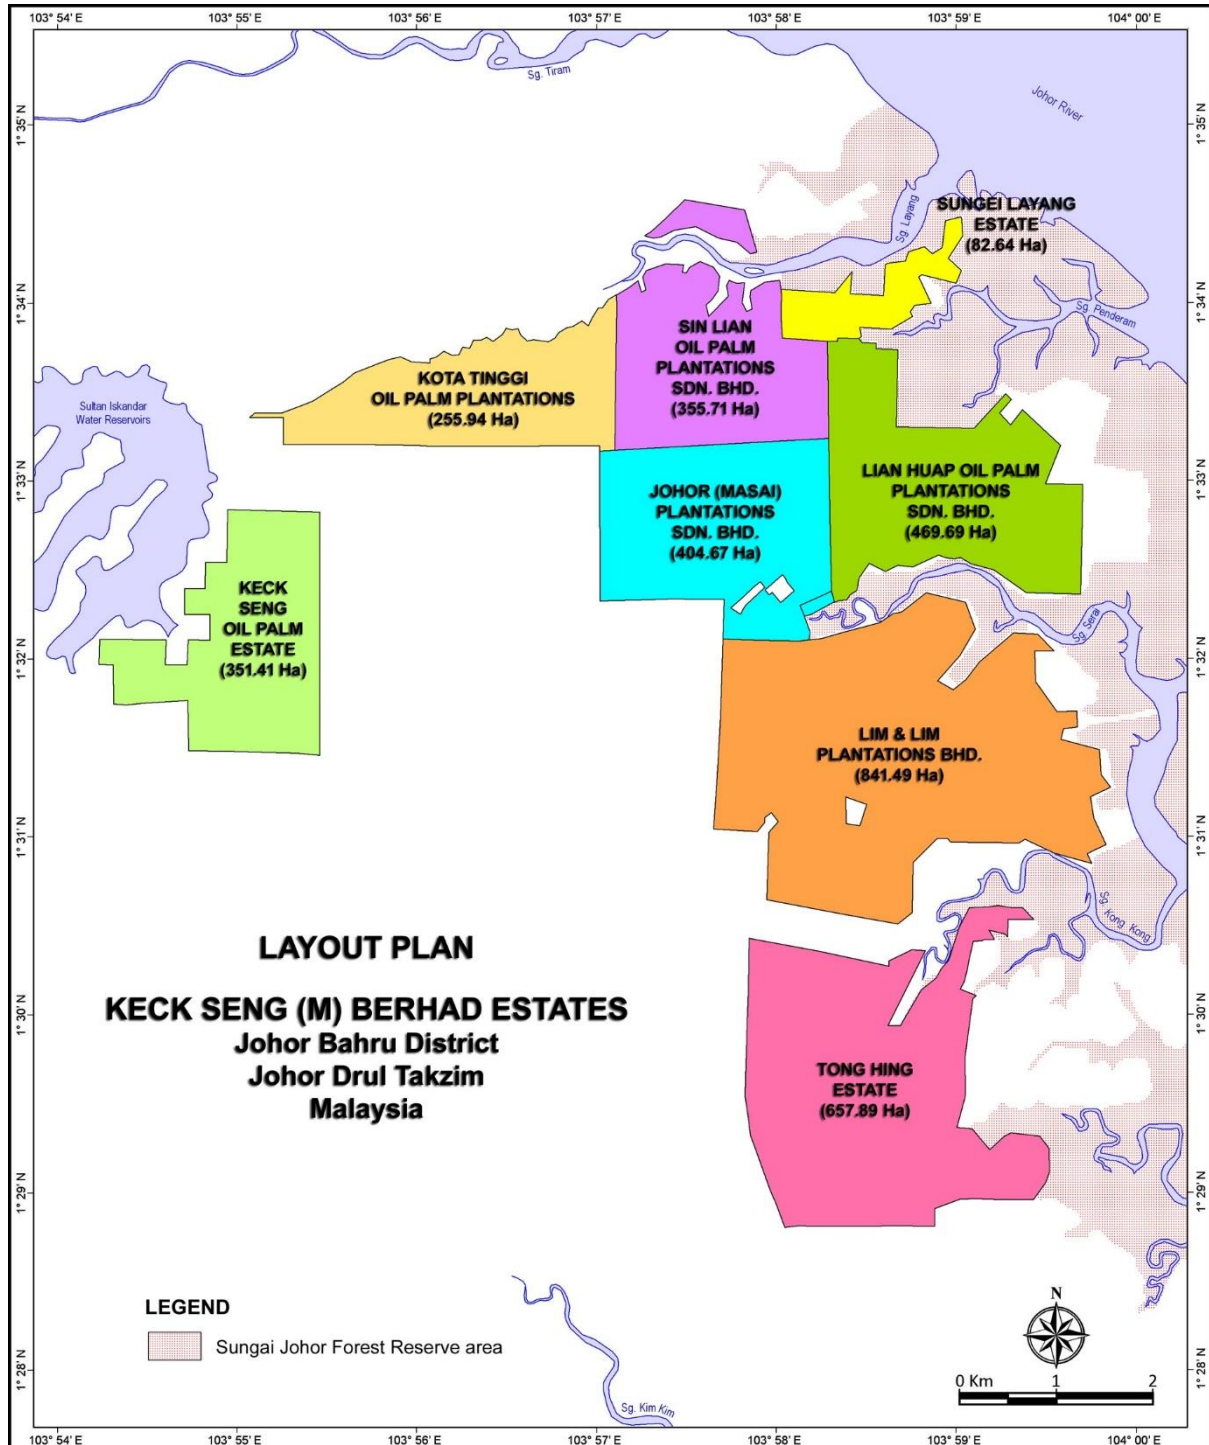 103° 54' E
103° 55' E
103° 56' E
103° 57' E
103° 58' E
103° 59' E
104° 00' E
Sg. Tiram
Johor River
1° 35' N
1° 35' N
Sg. Layang
SUNGEI LAYANG
ESTATE
(82.64 Ha)
1° 34' N
1° 34' N
Sg. Penderam
SIN LIAN
OIL PALM
PLANTATIONS
SDN. BHD.
(355.71 Ha)
KOTA TINGGI
OIL PALM PLANTATIONS
(255.94 Ha)
Sultan Iskandar
Water Reservoirs
1° 33' N
1° 33' N
LIAN HUAP OIL PALM
PLANTATIONS
SDN. BHD.
(469.69 Ha)
JOHOR (MASAI)
PLANTATIONS
SDN. BHD.
(404.67 Ha)
KECK
SENG
OIL PALM
ESTATE
(351.41 Ha)
Sg. Serai
1° 32' N
1° 32' N
LIM & LIM
PLANTATIONS BHD.
(841.49 Ha)
1° 31' N
1° 31' N
Sg. Kong Kong
LAYOUT PLAN
KECK SENG (M) BERHAD ESTATES
Johor Bahru District
Johor Drul Takzim
Malaysia
1° 30' N
1° 30' N
TONG HING
ESTATE
(657.89 Ha)
1° 29' N
1° 29' N
LEGEND
Sungai Johor Forest Reserve area
N
0 Km 1 2
1° 28' N
1° 28' N
Sg. Kim Kim
103° 54' E
103° 55' E
103° 56' E
103° 57' E
103° 58' E
103° 59' E
104° 00' E